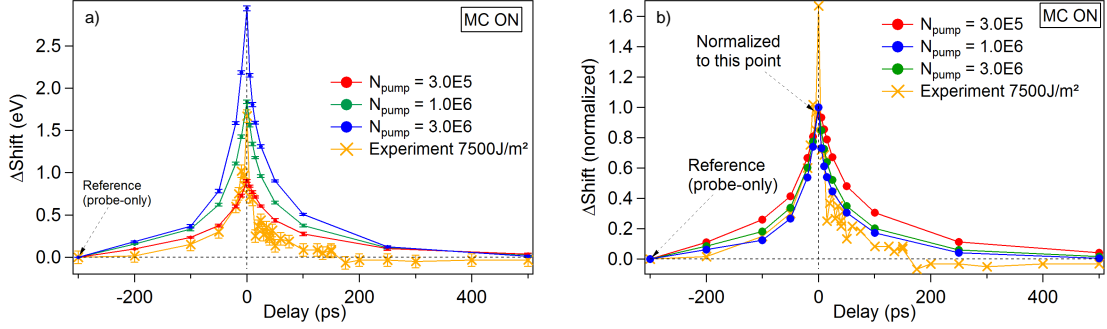 a)
MC ON
ΔShift (eV)
2.5
2.0
1.5
1.0
0.5
0.0
N_pump = 3.0E5
N_pump = 1.0E6
N_pump = 3.0E6
Experiment 7500J/m²
Reference
(probe-only)
-200
0
200
400
Delay (ps)
b)
MC ON
ΔShift (normalized)
1.6
1.4
1.2
1.0
0.8
0.6
0.4
0.2
0.0
Normalized
to this point
N_pump = 3.0E5
N_pump = 1.0E6
N_pump = 3.0E6
Experiment 7500J/m²
Reference
(probe-only)
-200
0
200
400
Delay (ps)